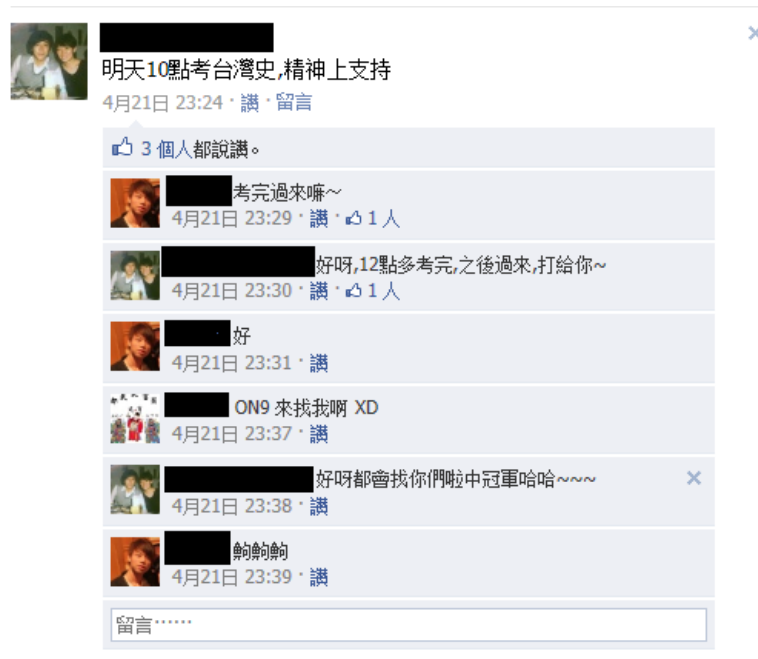 明天10點考台灣史,精神上支持
4月21日 23:24 · 讚 · 留言
3 個人都說讚。
考完過來嘛～
4月21日 23:29 · 讚 · 1 人
好呀,12點多考完,之後過來,打給你~
4月21日 23:30 · 讚 · 1 人
好
4月21日 23:31 · 讚
ON9 來找我啊 XD
4月21日 23:37 · 讚
好呀都會找你們啦中冠軍哈哈~~~
4月21日 23:38 · 讚
齁齁齁
4月21日 23:39 · 讚
留言……